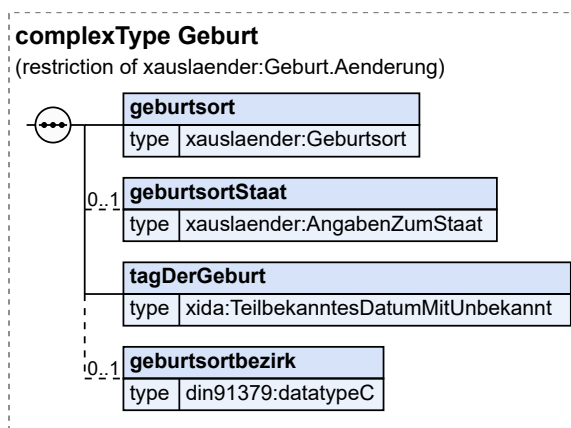 complexType Geburt
(restriction of xauslaender:Geburt.Aenderung)
geburtsort
type xauslaender:Geburtsort
0..1
geburtsortStaat
type xauslaender:AngabenZumStaat
tagDerGeburt
type xida:TeilbekanntesDatumMitUnbekannt
0..1
geburtsortbezirk
type din91379:datatypeC